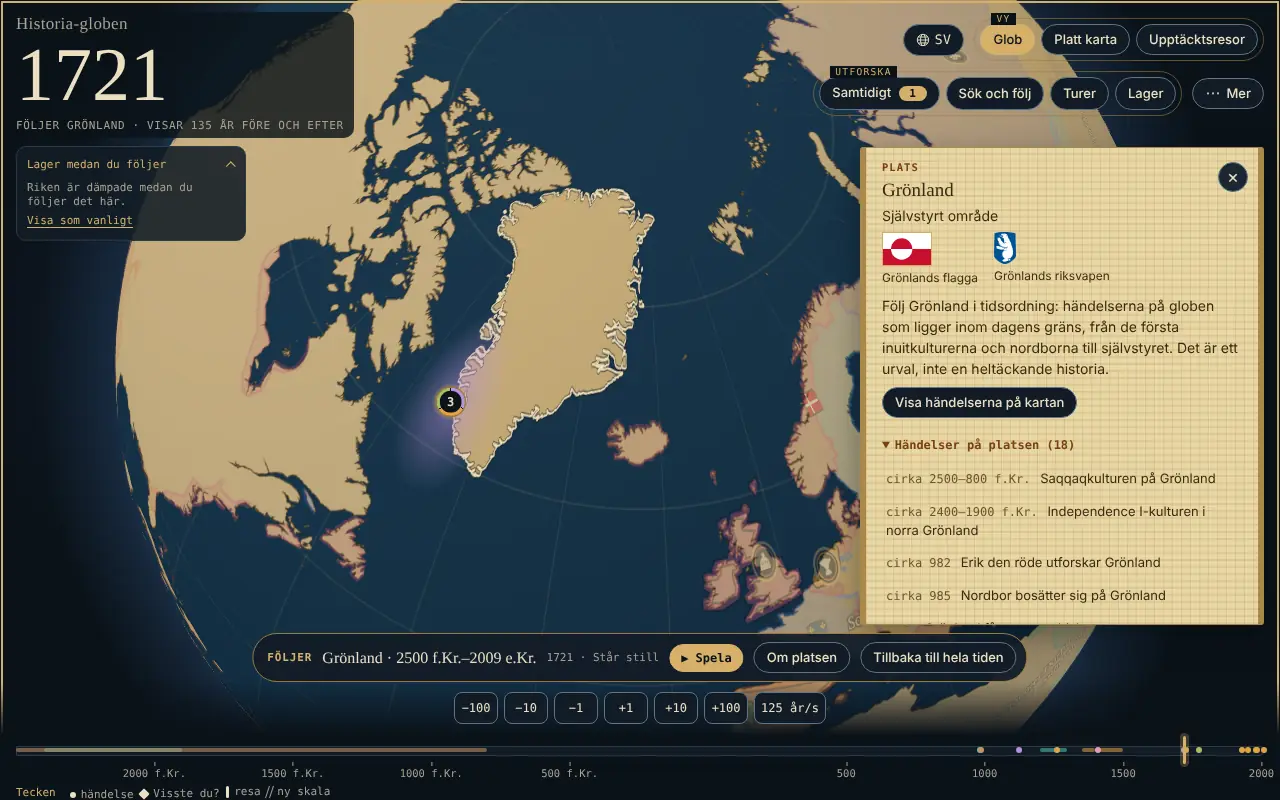 Historia-globen
1721
FÖLJER GRÖNLAND · VISAR 135 ÅR FÖRE OCH EFTER
Lager medan du följer
Riken är dämpade medan du
följer det här.
Visa som vanligt
SV
VY
Glob
Platt karta
Upptäcktsresor
UTFORSKA
Samtidigt 1
Sök och följ
Turer
Lager
··· Mer
PLATS
Grönland
Självstyrt område
Grönlands flagga
Grönlands riksvapen
Följ Grönland i tidsordning: händelserna på globen
som ligger inom dagens gräns, från de första
inuitkulturerna och nordborna till självstyret. Det är ett
urval, inte en heltäckande historia.
Visa händelserna på kartan
▼ Händelser på platsen (18)
cirka 2500–800 f.Kr. Saqqaqkulturen på Grönland
cirka 2400–1900 f.Kr. Independence I-kulturen i
norra Grönland
cirka 982 Erik den röde utforskar Grönland
cirka 985 Nordbor bosätter sig på Grönland
3
FÖLJER Grönland · 2500 f.Kr.–2009 e.Kr. 1721 · Står still ▶ Spela Om platsen Tillbaka till hela tiden
−100 −10 −1 +1 +10 +100 125 år/s
2000 f.Kr. 1500 f.Kr. 1000 f.Kr. 500 f.Kr. 500 1000 1500 2000
Tecken ● händelse ◆ Visste du? resa // ny skala